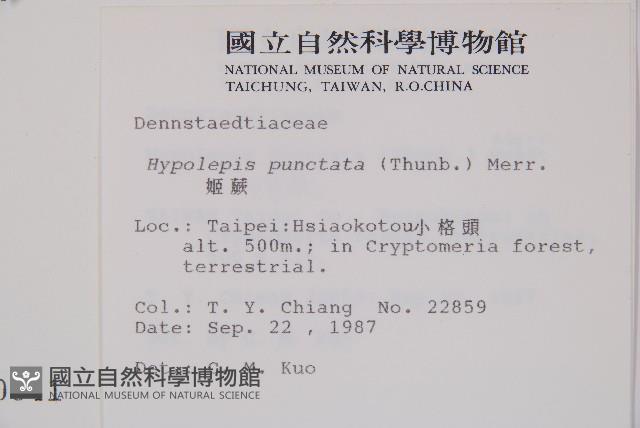 國立自然科學博物館
NATIONAL MUSEUM OF NATURAL SCIENCE
TAICHUNG, TAIWAN, R.O.CHINA
Dennstaedtiaceae
Hypolepis punctata (Thunb.) Merr.
姬蕨
Loc.: Taipei:Hsiaokotou小格頭
alt. 500m.; in Cryptomeria forest,
terrestrial.
Col.: T. Y. Chiang No. 22859
Date: Sep. 22 , 1987
Det.: C. M. Kuo
國立自然科學博物館
NATIONAL MUSEUM OF NATURAL SCIENCE